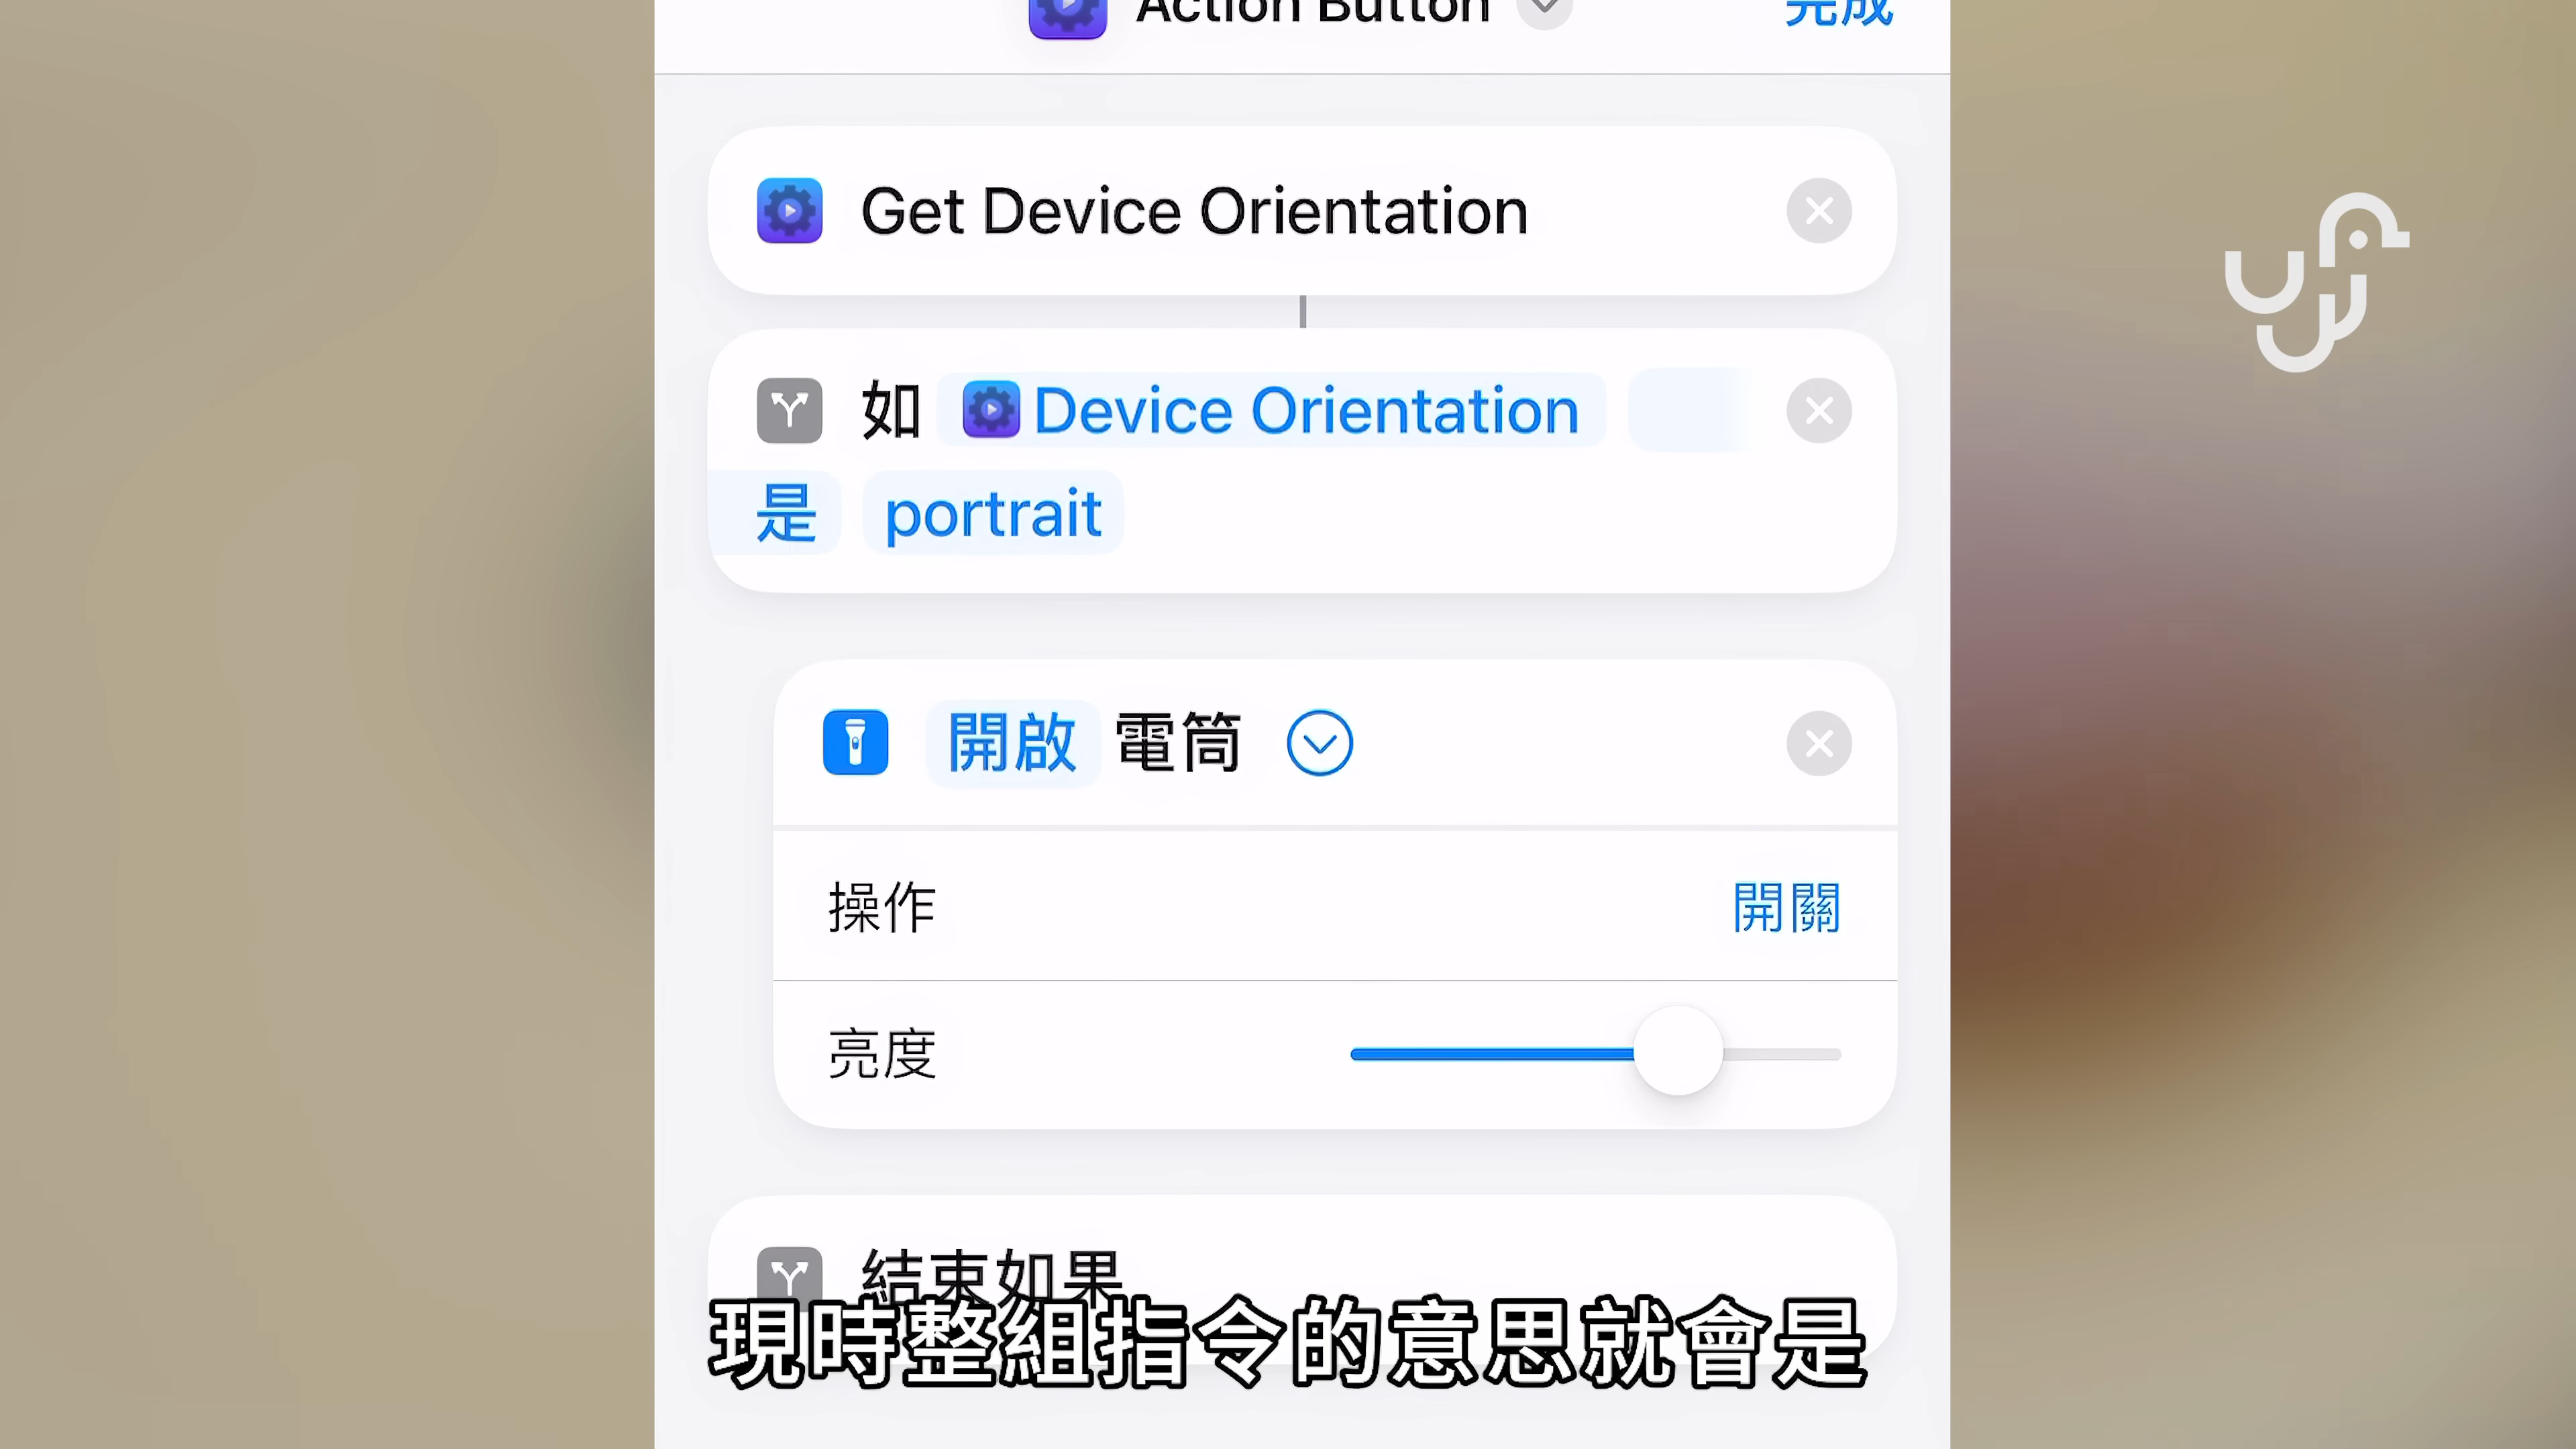 Action Button
完成
Get Device Orientation
如 Device Orientation
是 portrait
開啟 電筒
操作
開關
亮度
結束如果
現時整組指令的意思就會是